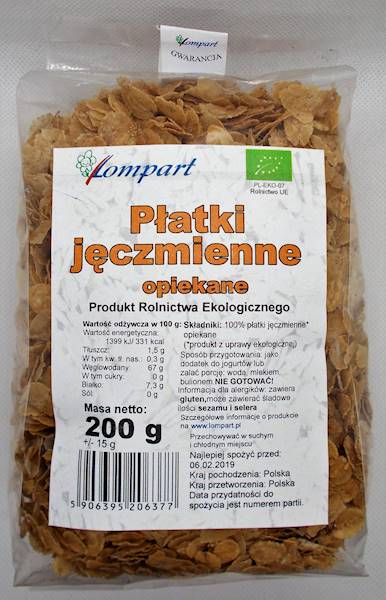 Lompart
GWARANCJA
Lompart
PL-EKO-07
Rolnictwo UE
Płatki
jęczmienne
opiekane
Produkt Rolnictwa Ekologicznego
Wartość odżywcza w 100 g:
Wartość energetyczna:
1399 kJ/ 331 kcal
Tłuszcz: 1,5 g
W tym kw. tł. nas.: 0,3 g
Węglowodany: 67 g
W tym cukry: 0 g
Białko: 7,3 g
Sól: 0 g
Masa netto:
200 g
+/- 15 g
5 906395 206377
Składniki: 100% płatki jęczmienne*
opiekane
(*produkt z uprawy ekologicznej)
Sposób przygotowania: jako
dodatek do jogurtów lub
zalać porcję: wodą, mlekiem,
bulionem. NIE GOTOWAĆ!
Informacja dla alergików: zawiera
gluten, może zawierać śladowe
ilości sezamu i selera
Szczegółowe informacje o produkcie
na www.lompart.pl
Przechowywać w suchym
i chłodnym miejscu
Najlepiej spożyć przed:
06.02.2019
Kraj pochodzenia: Polska
Kraj przetworzenia: Polska
Data przydatności do
spożycia jest numerem partii.